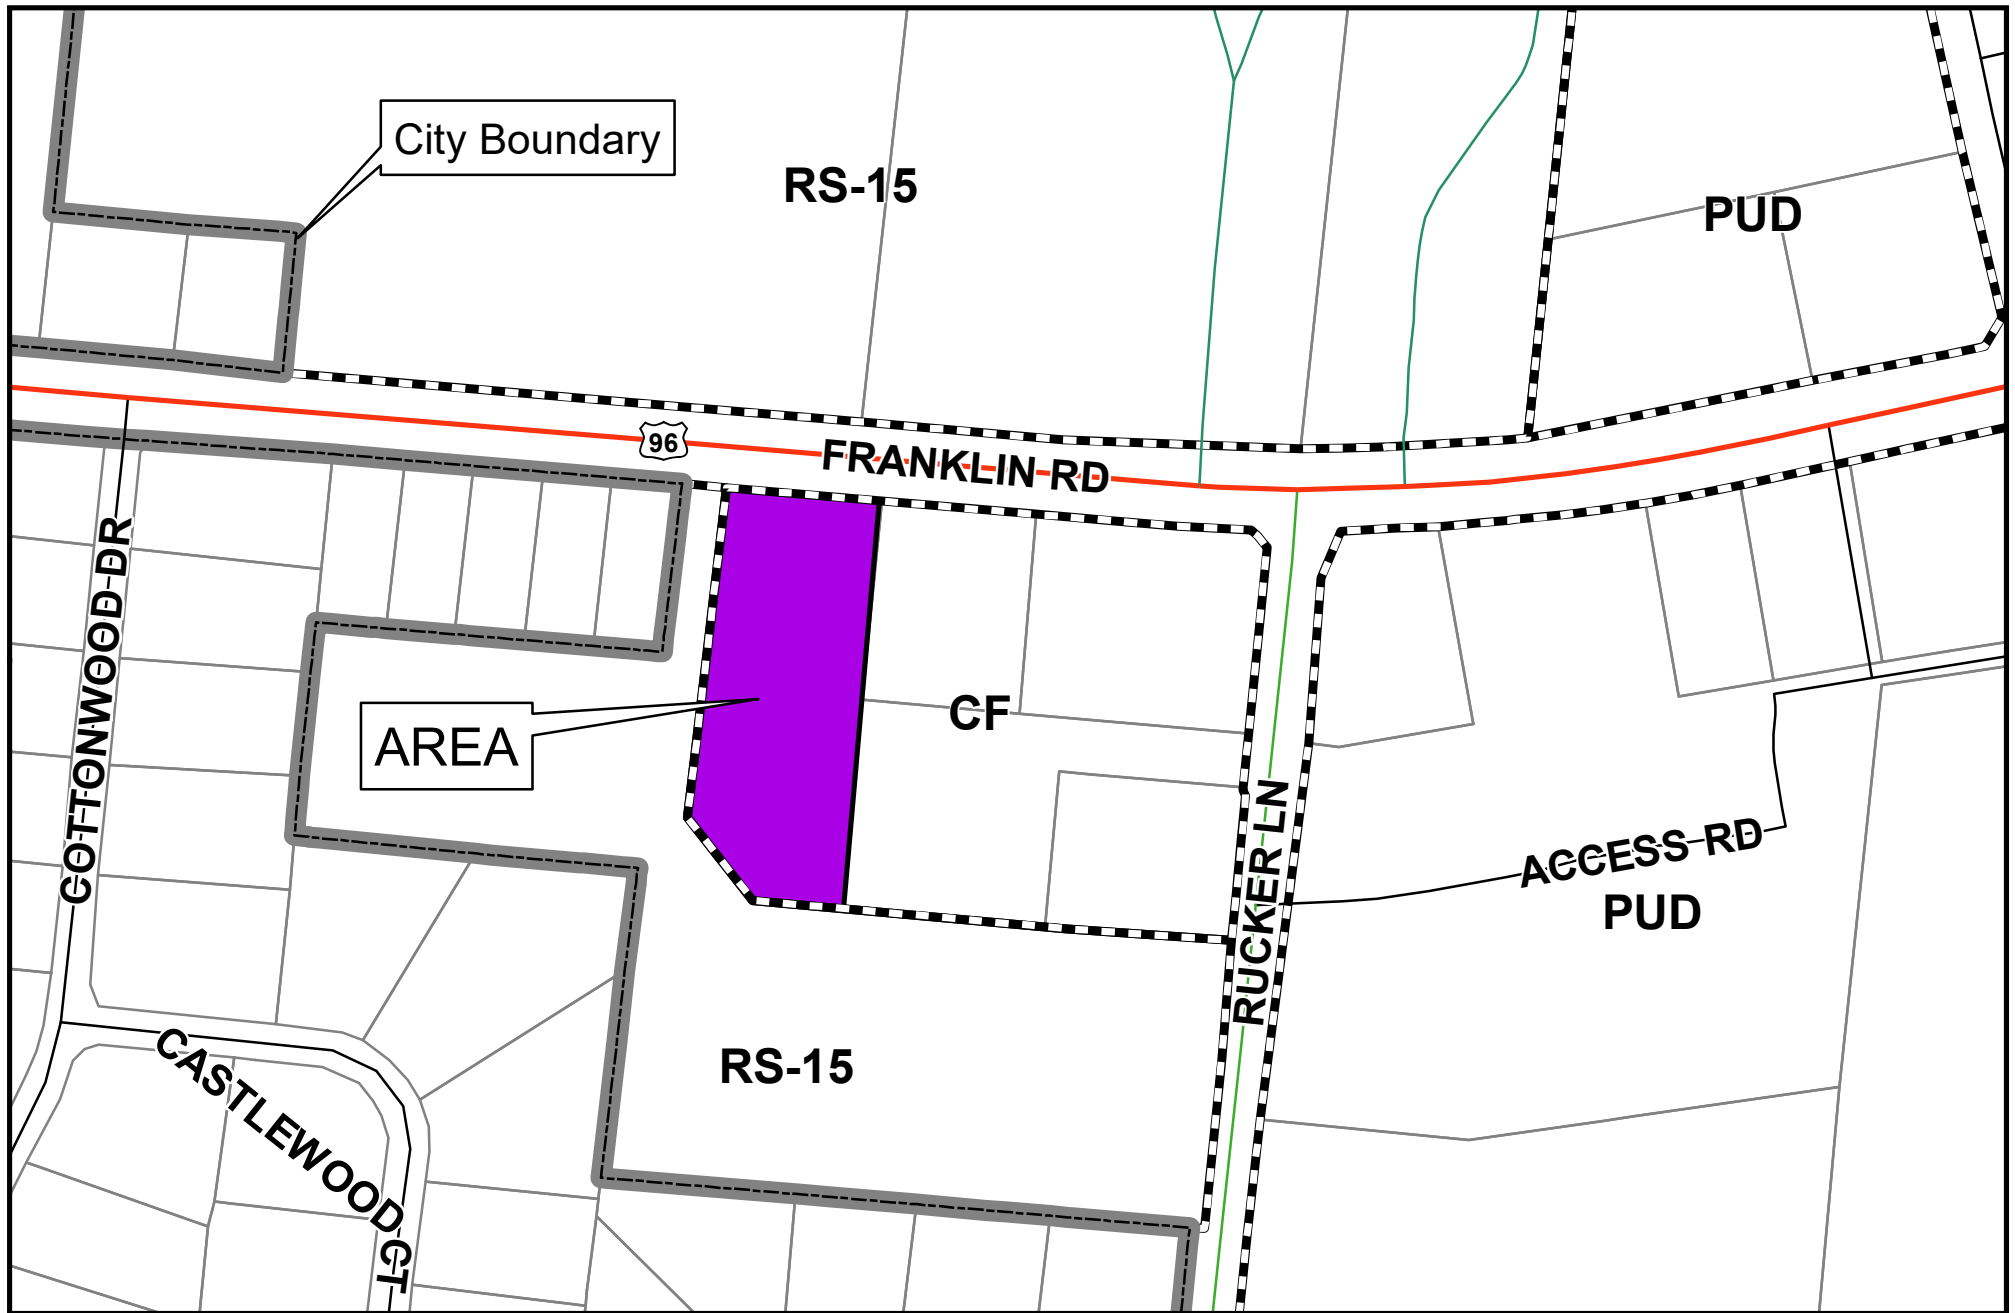 City Boundary
RS-15
PUD
96
FRANKLIN RD
COTTONWOOD DR
AREA
CF
RUCKER LN
ACCESS RD
PUD
CASTLEWOOD CT
RS-15